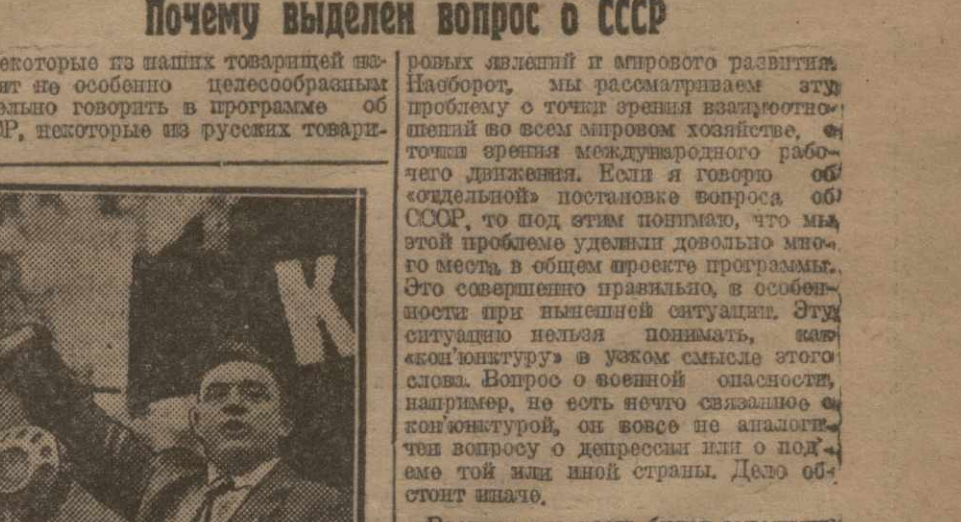 Почему выделен вопрос о СССР
екоторые из наших товарищей на-
ит не особенно целесообразным
ельно говорить в программе об
Р, некоторые из русских товари-
ровых явлений и мирового развития.
Наоборот, мы рассматриваем эту
проблему с точки зрения взаимоотно-
шений во всем мировом хозяйстве, с
точки зрения международного рабо-
чего движения. Если я говорю об
«отдельной» постановке вопроса об
СССР, то под этим понимаю, что мы
этой проблеме уделили довольно мно-
го места в общем проекте программы.
Это совершенно правильно, в особен-
ности при нынешней ситуации. Эту
ситуацию нельзя понимать, как
«кон'юнктуру» в узком смысле этого
слова. Вопрос о военной опасности,
например, не есть нечто связанное с
кон'юнктурой, он вовсе не аналоги-
чен вопросу о депрессии или о под'-
еме той или иной страны. Дело об-
стоит иначе.
К